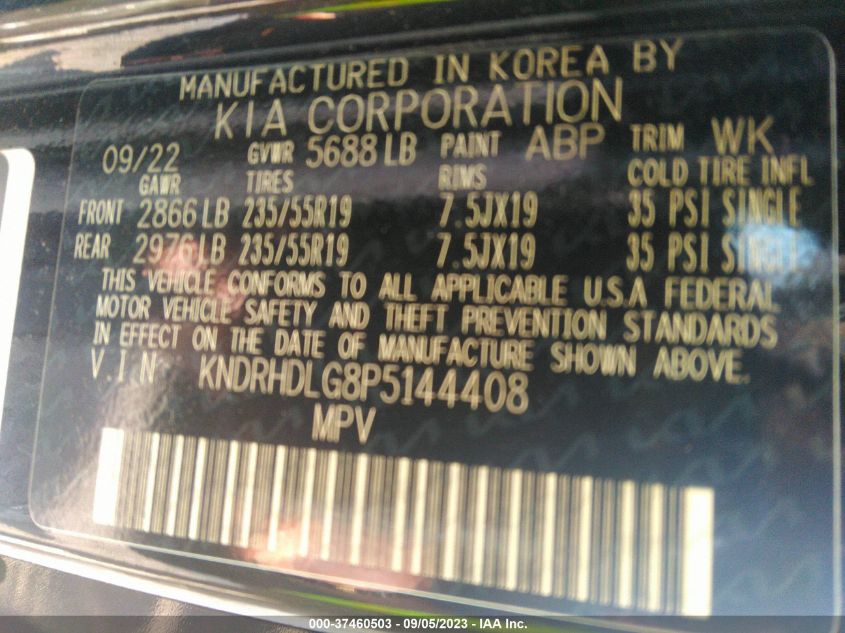 MANUFACTURED IN KOREA BY
KIA CORPORATION
09/22 GVWR 5688 LB PAINT ABP TRIM WK
GAWR TIRES RIMS COLD TIRE INFL
FRONT 2866 LB 235/55R19 7.5JX19 35 PSI SINGLE
REAR 2976 LB 235/55R19 7.5JX19 35 PSI SINGLE
THIS VEHICLE CONFORMS TO ALL APPLICABLE U.S.A FEDERAL
MOTOR VEHICLE SAFETY AND THEFT PREVENTION STANDARDS
IN EFFECT ON THE DATE OF MANUFACTURE SHOWN ABOVE.
V.I.N KNDRHDLG8P5144408
MPV
000-37460503 - 09/05/2023 - IAA Inc.